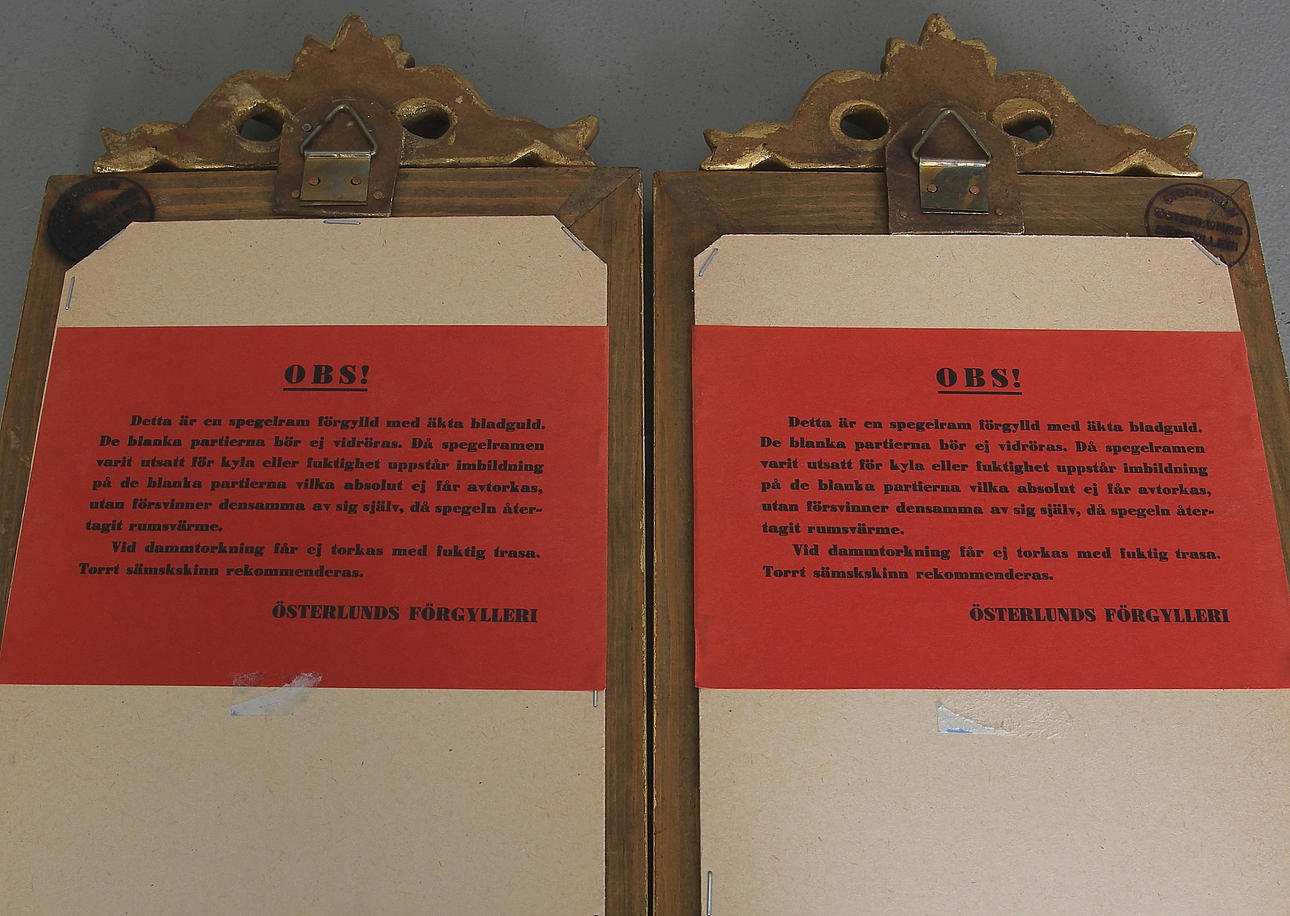 OBS!
Detta är en spegelram förgylld med äkta bladguld.
De blanka partierna bör ej vidröras. Då spegelramen
varit utsatt för kyla eller fuktighet uppstår imbildning
på de blanka partierna vilka absolut ej får avtorkas,
utan försvinner densamma av sig själv, då spegeln åter-
tagit rumsvärme.
Vid dammtorkning får ej torkas med fuktig trasa.
Torrt sämskskinn rekommenderas.
ÖSTERLUNDS FÖRGYLLERI
OBS!
Detta är en spegelram förgylld med äkta bladguld.
De blanka partierna bör ej vidröras. Då spegelramen
varit utsatt för kyla eller fuktighet uppstår imbildning
på de blanka partierna vilka absolut ej får avtorkas,
utan försvinner densamma av sig själv, då spegeln åter-
tagit rumsvärme.
Vid dammtorkning får ej torkas med fuktig trasa.
Torrt sämskskinn rekommenderas.
ÖSTERLUNDS FÖRGYLLERI